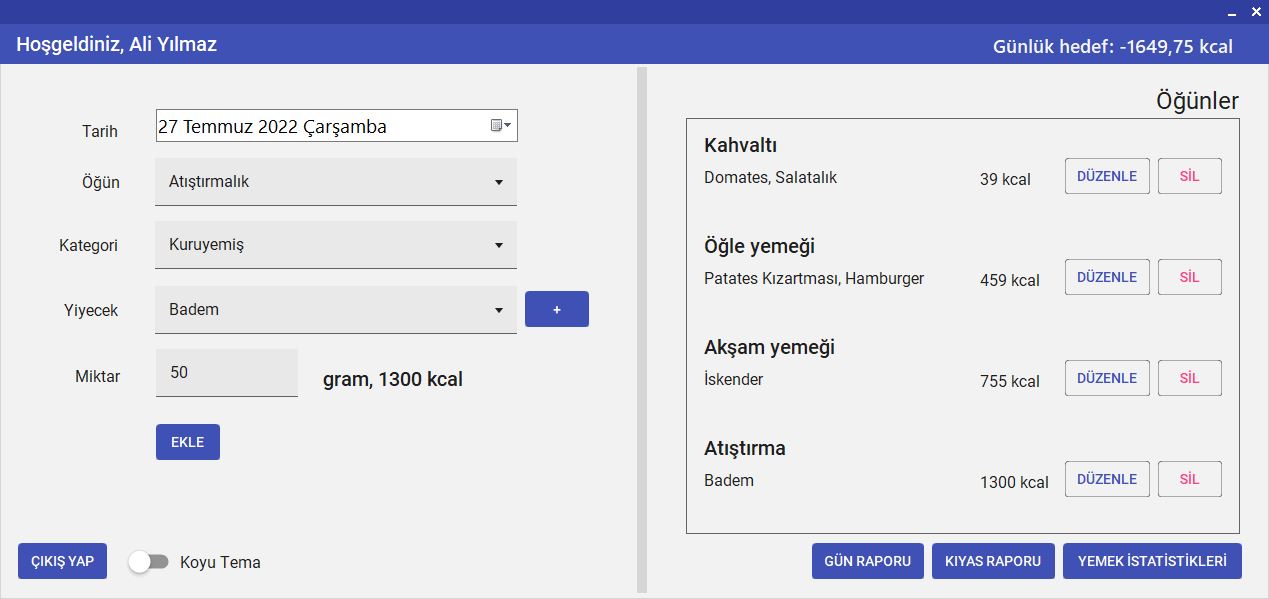 Hoşgeldiniz, Ali Yılmaz
Günlük hedef: -1649,75 kcal
Tarih
27 Temmuz 2022 Çarşamba
Öğün
Atıştırmalık
Kategori
Kuruyemiş
Yiyecek
Badem
+
Miktar
50
gram, 1300 kcal
EKLE
ÇIKIŞ YAP
Koyu Tema
Öğünler
Kahvaltı
Domates, Salatalık
39 kcal
DÜZENLE
SİL
Öğle yemeği
Patates Kızartması, Hamburger
459 kcal
DÜZENLE
SİL
Akşam yemeği
İskender
755 kcal
DÜZENLE
SİL
Atıştırma
Badem
1300 kcal
DÜZENLE
SİL
GÜN RAPORU
KIYAS RAPORU
YEMEK İSTATİSTİKLERİ